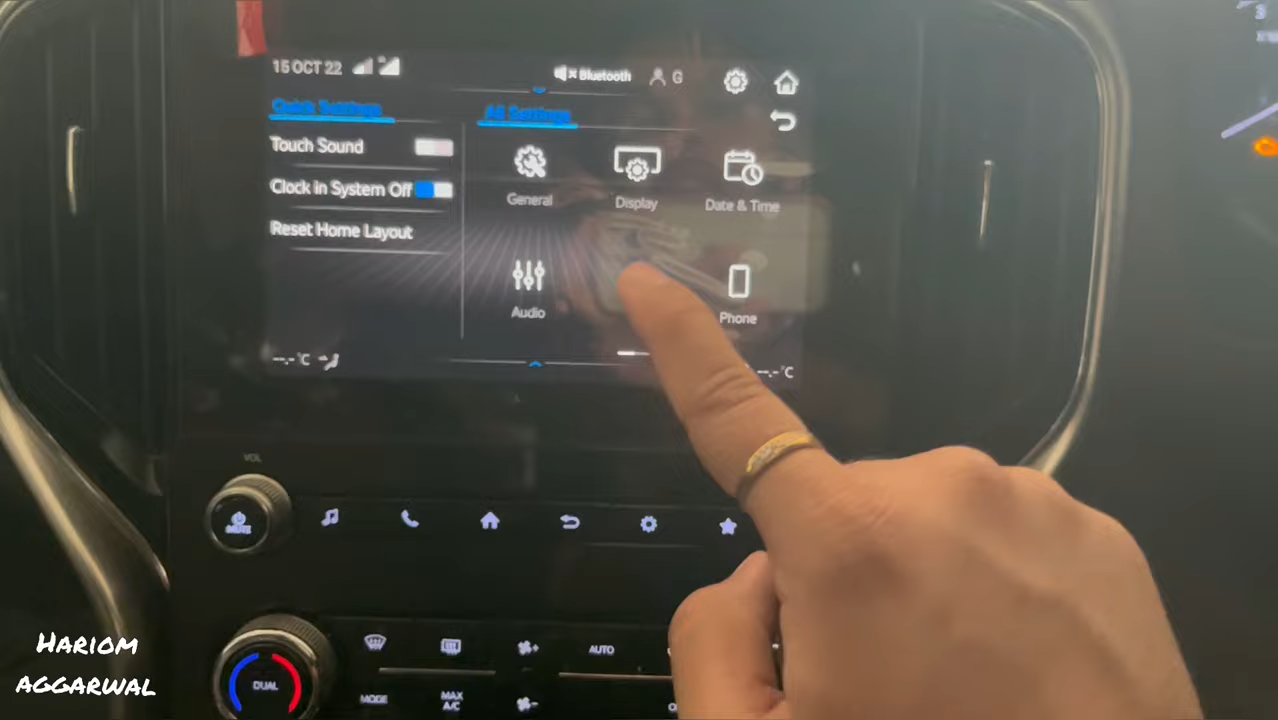 15 OCT 22
Bluetooth
G
Quick Settings
All Settings
Touch Sound
Clock in System Off
Reset Home Layout
General
Display
Date & Time
Audio
Phone
--.-°C
--.-°C
VOL
MUTE
DUAL
AUTO
MODE
MAX
A/C
HARIOM
AGGARWAL